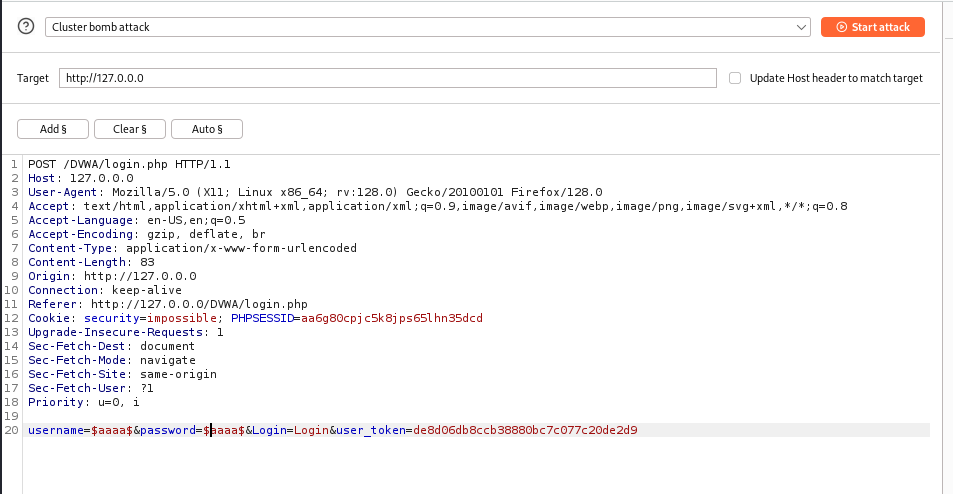 Cluster bomb attack
Start attack
Target http://127.0.0.0 Update Host header to match target
Add § Clear § Auto §
1 POST /DVWA/login.php HTTP/1.1
2 Host: 127.0.0.0
3 User-Agent: Mozilla/5.0 (X11; Linux x86_64; rv:128.0) Gecko/20100101 Firefox/128.0
4 Accept: text/html,application/xhtml+xml,application/xml;q=0.9,image/avif,image/webp,image/png,image/svg+xml,*/*;q=0.8
5 Accept-Language: en-US,en;q=0.5
6 Accept-Encoding: gzip, deflate, br
7 Content-Type: application/x-www-form-urlencoded
8 Content-Length: 83
9 Origin: http://127.0.0.0
10 Connection: keep-alive
11 Referer: http://127.0.0.0/DVWA/login.php
12 Cookie: security=impossible; PHPSESSID=aa6g80cpjc5k8jps65lhn35dcd
13 Upgrade-Insecure-Requests: 1
14 Sec-Fetch-Dest: document
15 Sec-Fetch-Mode: navigate
16 Sec-Fetch-Site: same-origin
17 Sec-Fetch-User: ?1
18 Priority: u=0, i
19
20 username=$aaaa$&password=$aaaa$&Login=Login&user_token=de8d06db8ccb38880bc7c077c20de2d9